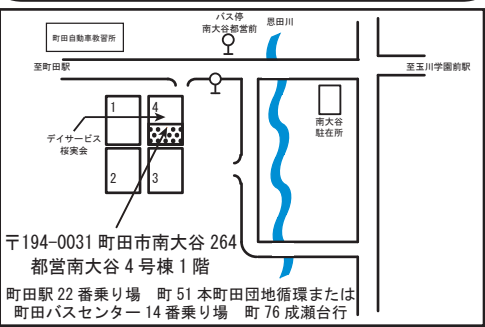 バス停
南大谷都営前
恩田川
町田自動車教習所
至町田駅
至玉川学園前駅
1
4
デイサービス
桜実会
2
3
南大谷
駐在所
〒194-0031 町田市南大谷 264
都営南大谷 4 号棟 1 階
町田駅 22 番乗り場　町 51 本町田団地循環または
町田バスセンター 14 番乗り場　町 76 成瀬台行